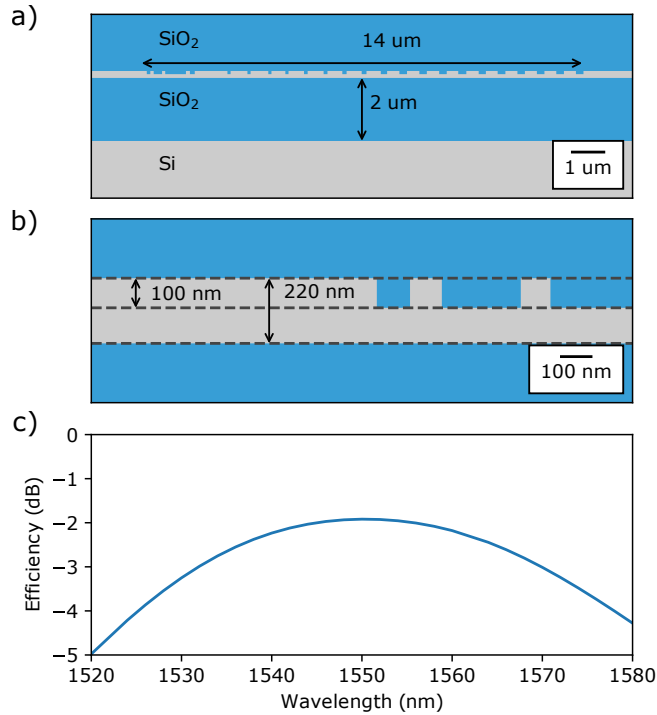 a)
SiO₂
14 um
SiO₂
2 um
Si
1 um
b)
100 nm
220 nm
100 nm
c)
0
−1
−2
−3
−4
−5
Efficiency (dB)
1520
1530
1540
1550
1560
1570
1580
Wavelength (nm)